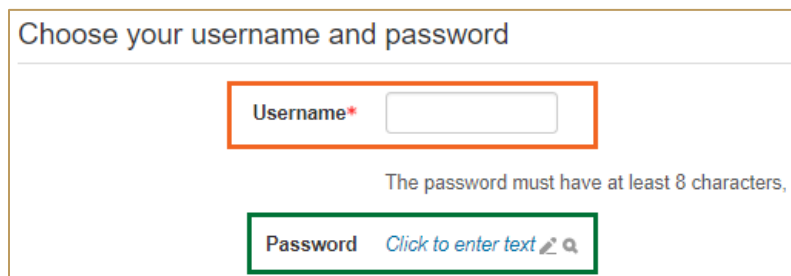 Choose your username and password
Username*
The password must have at least 8 characters,
Password Click to enter text